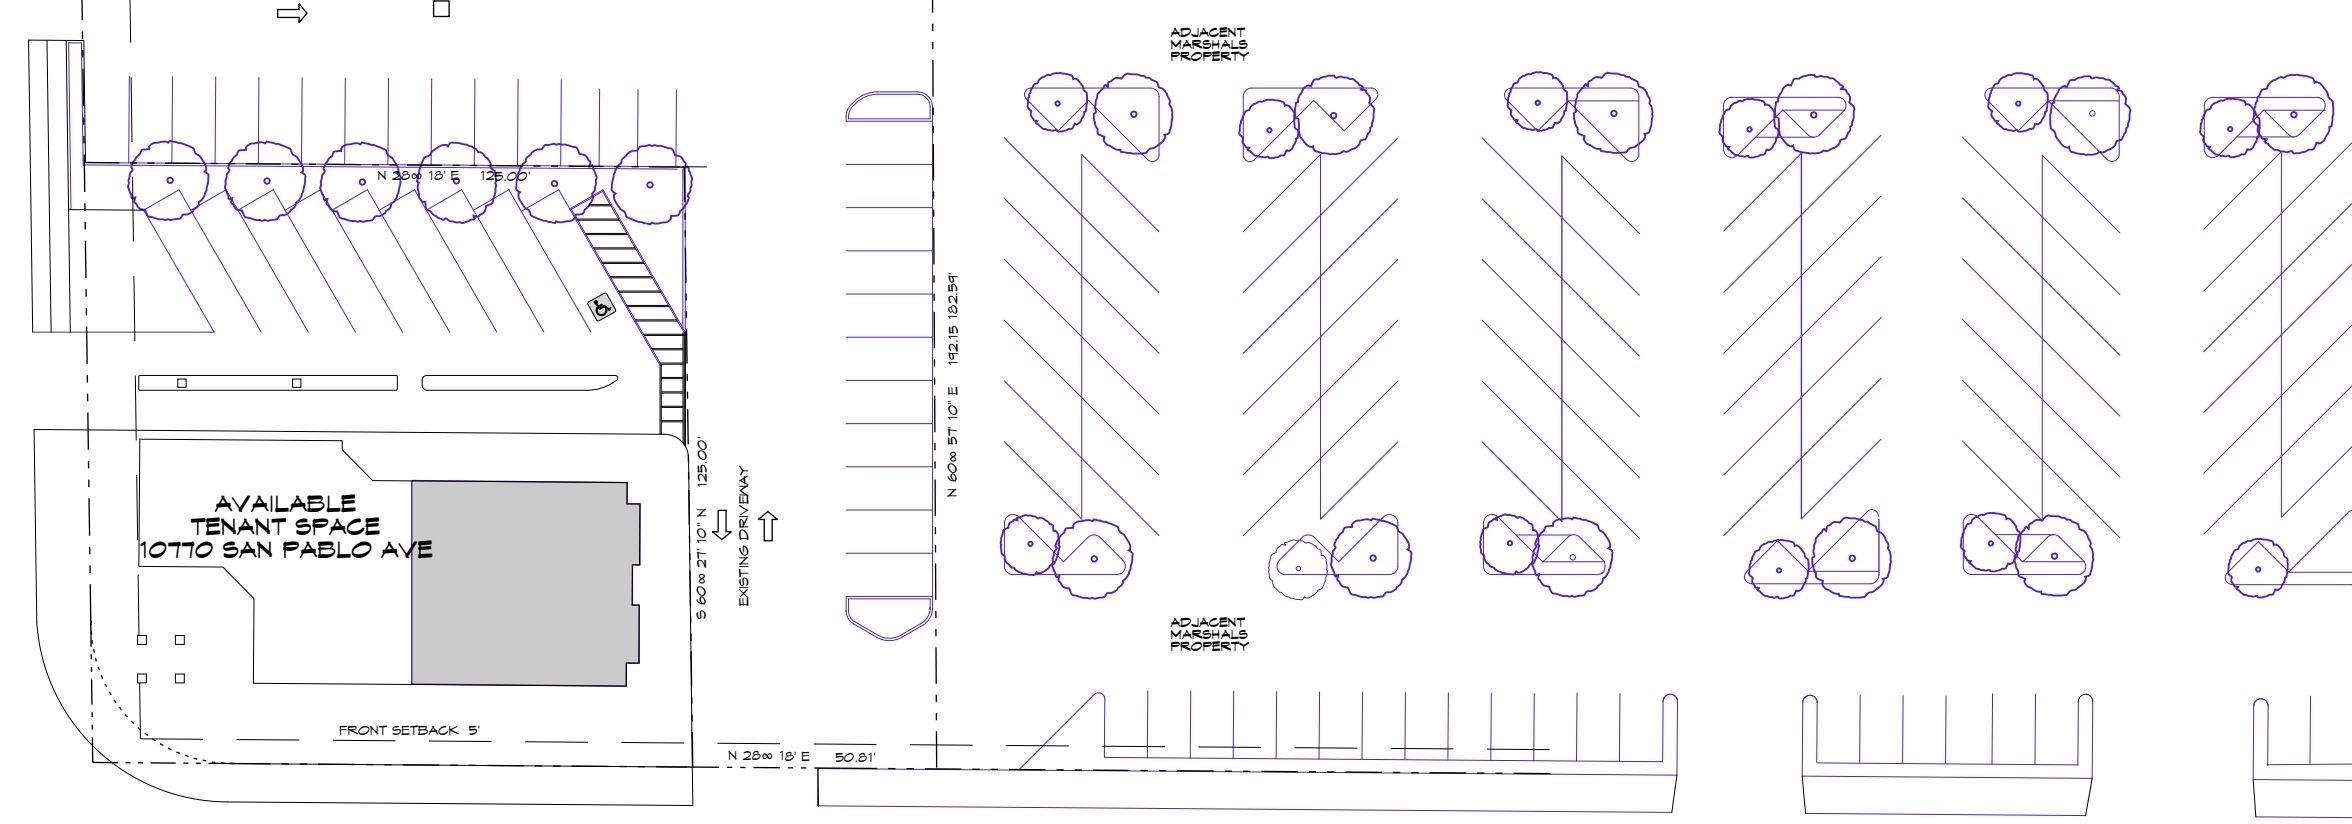 ADJACENT
MARSHALS
PROPERTY
N 28∞ 18' E 125.00'
N 60∞ 57' 10" E 192.15 182.59'
S 60∞ 27' 10" N 125.00'
EXISTING DRIVEWAY
AVAILABLE
TENANT SPACE
10770 SAN PABLO AVE
ADJACENT
MARSHALS
PROPERTY
FRONT SETBACK 5'
N 28∞ 18' E 50.81'